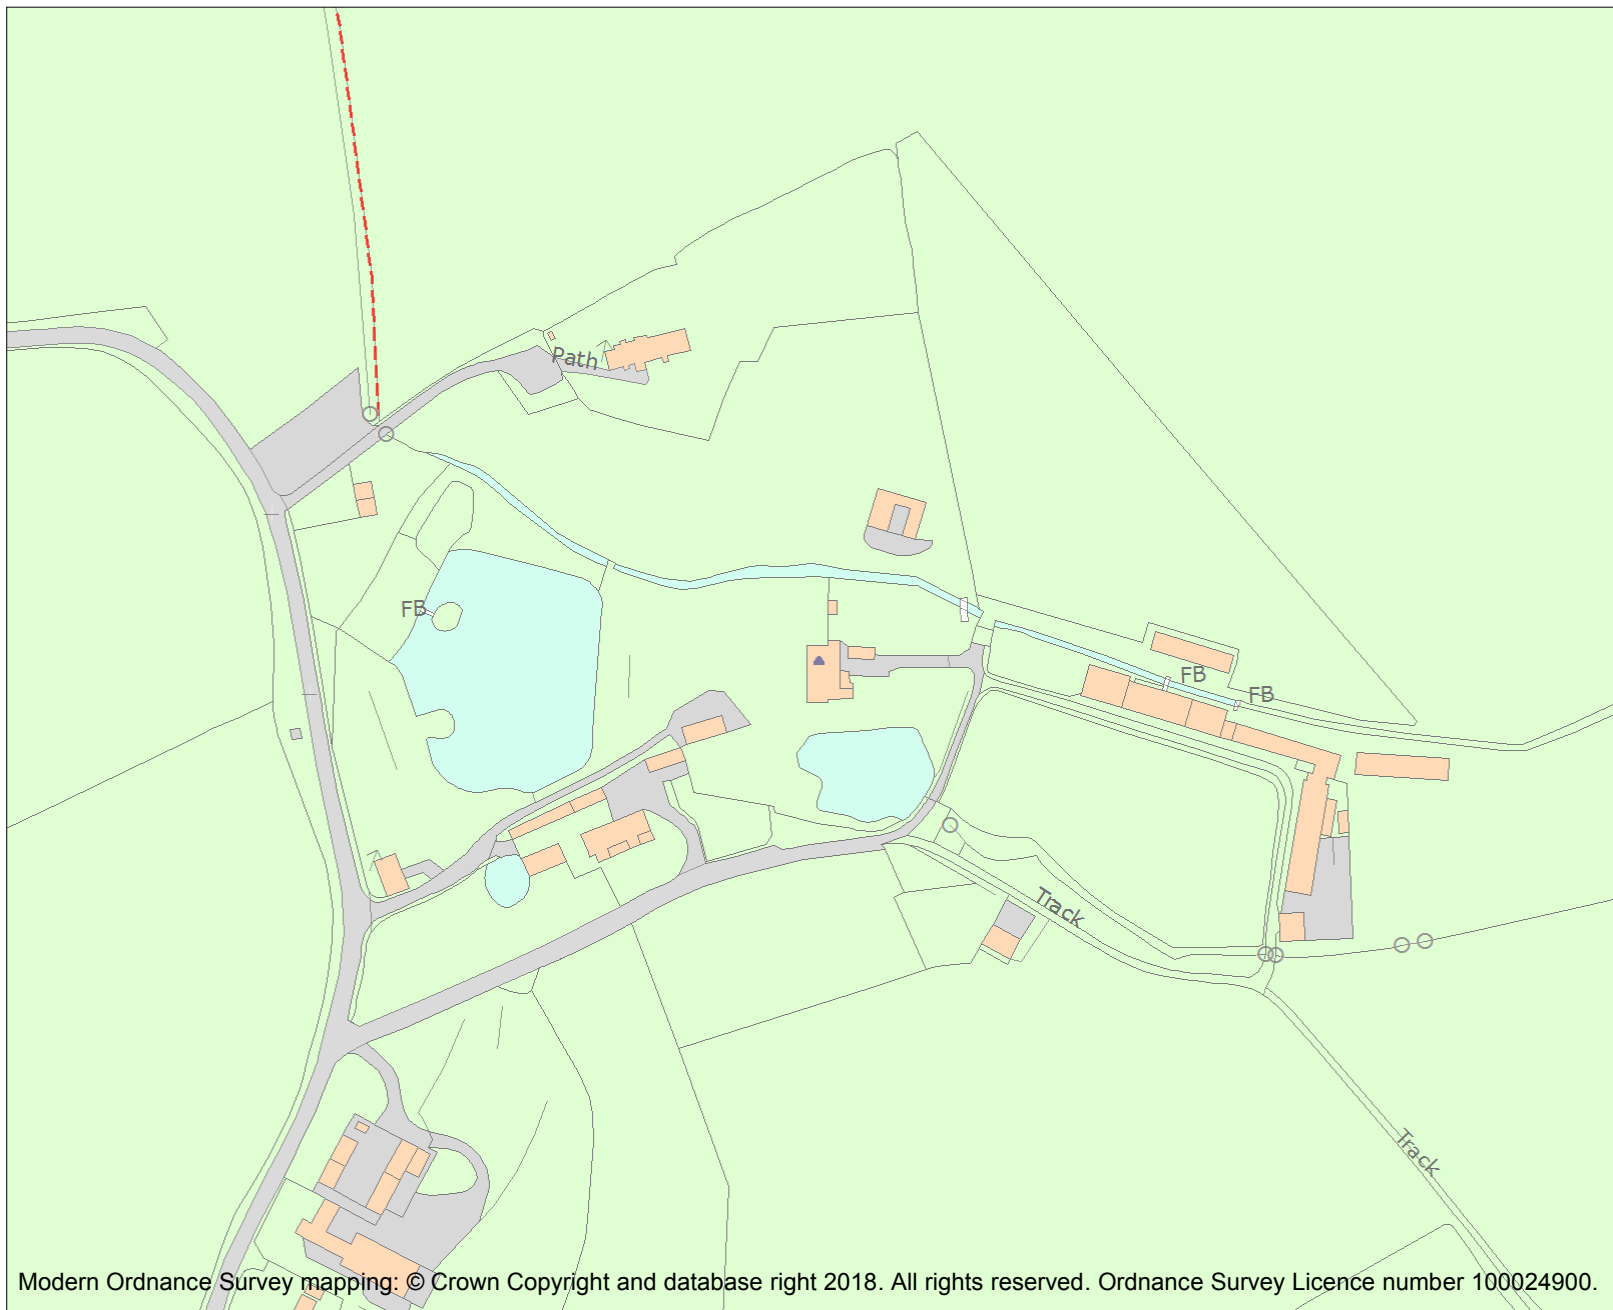 Path
FB
FB
FB
Track
Track
Modern Ordnance Survey mapping: © Crown Copyright and database right 2018. All rights reserved. Ordnance Survey Licence number 100024900.